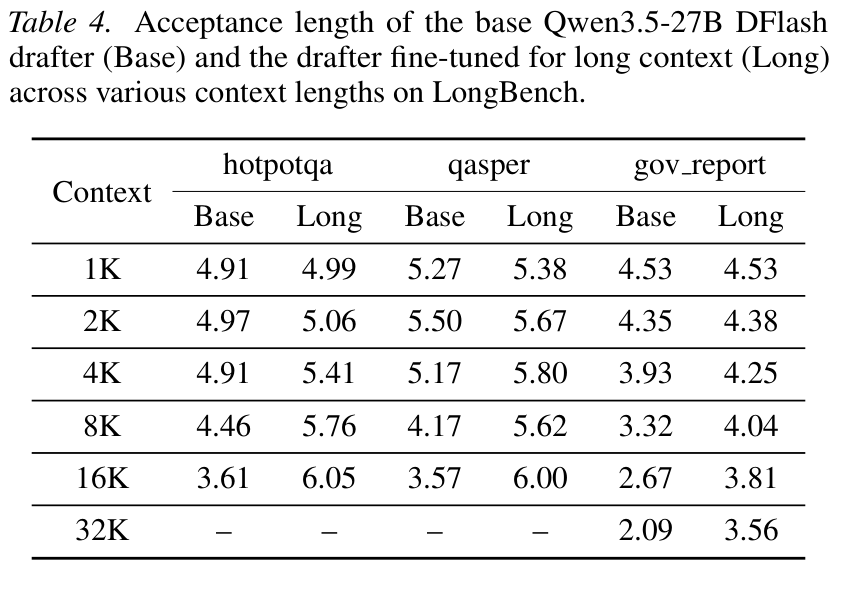 Table 4. Acceptance length of the base Qwen3.5-27B DFlash
drafter (Base) and the drafter fine-tuned for long context (Long)
across various context lengths on LongBench.
Context hotpotqa qasper gov_report
Base Long Base Long Base Long
1K 4.91 4.99 5.27 5.38 4.53 4.53
2K 4.97 5.06 5.50 5.67 4.35 4.38
4K 4.91 5.41 5.17 5.80 3.93 4.25
8K 4.46 5.76 4.17 5.62 3.32 4.04
16K 3.61 6.05 3.57 6.00 2.67 3.81
32K – – – – 2.09 3.56